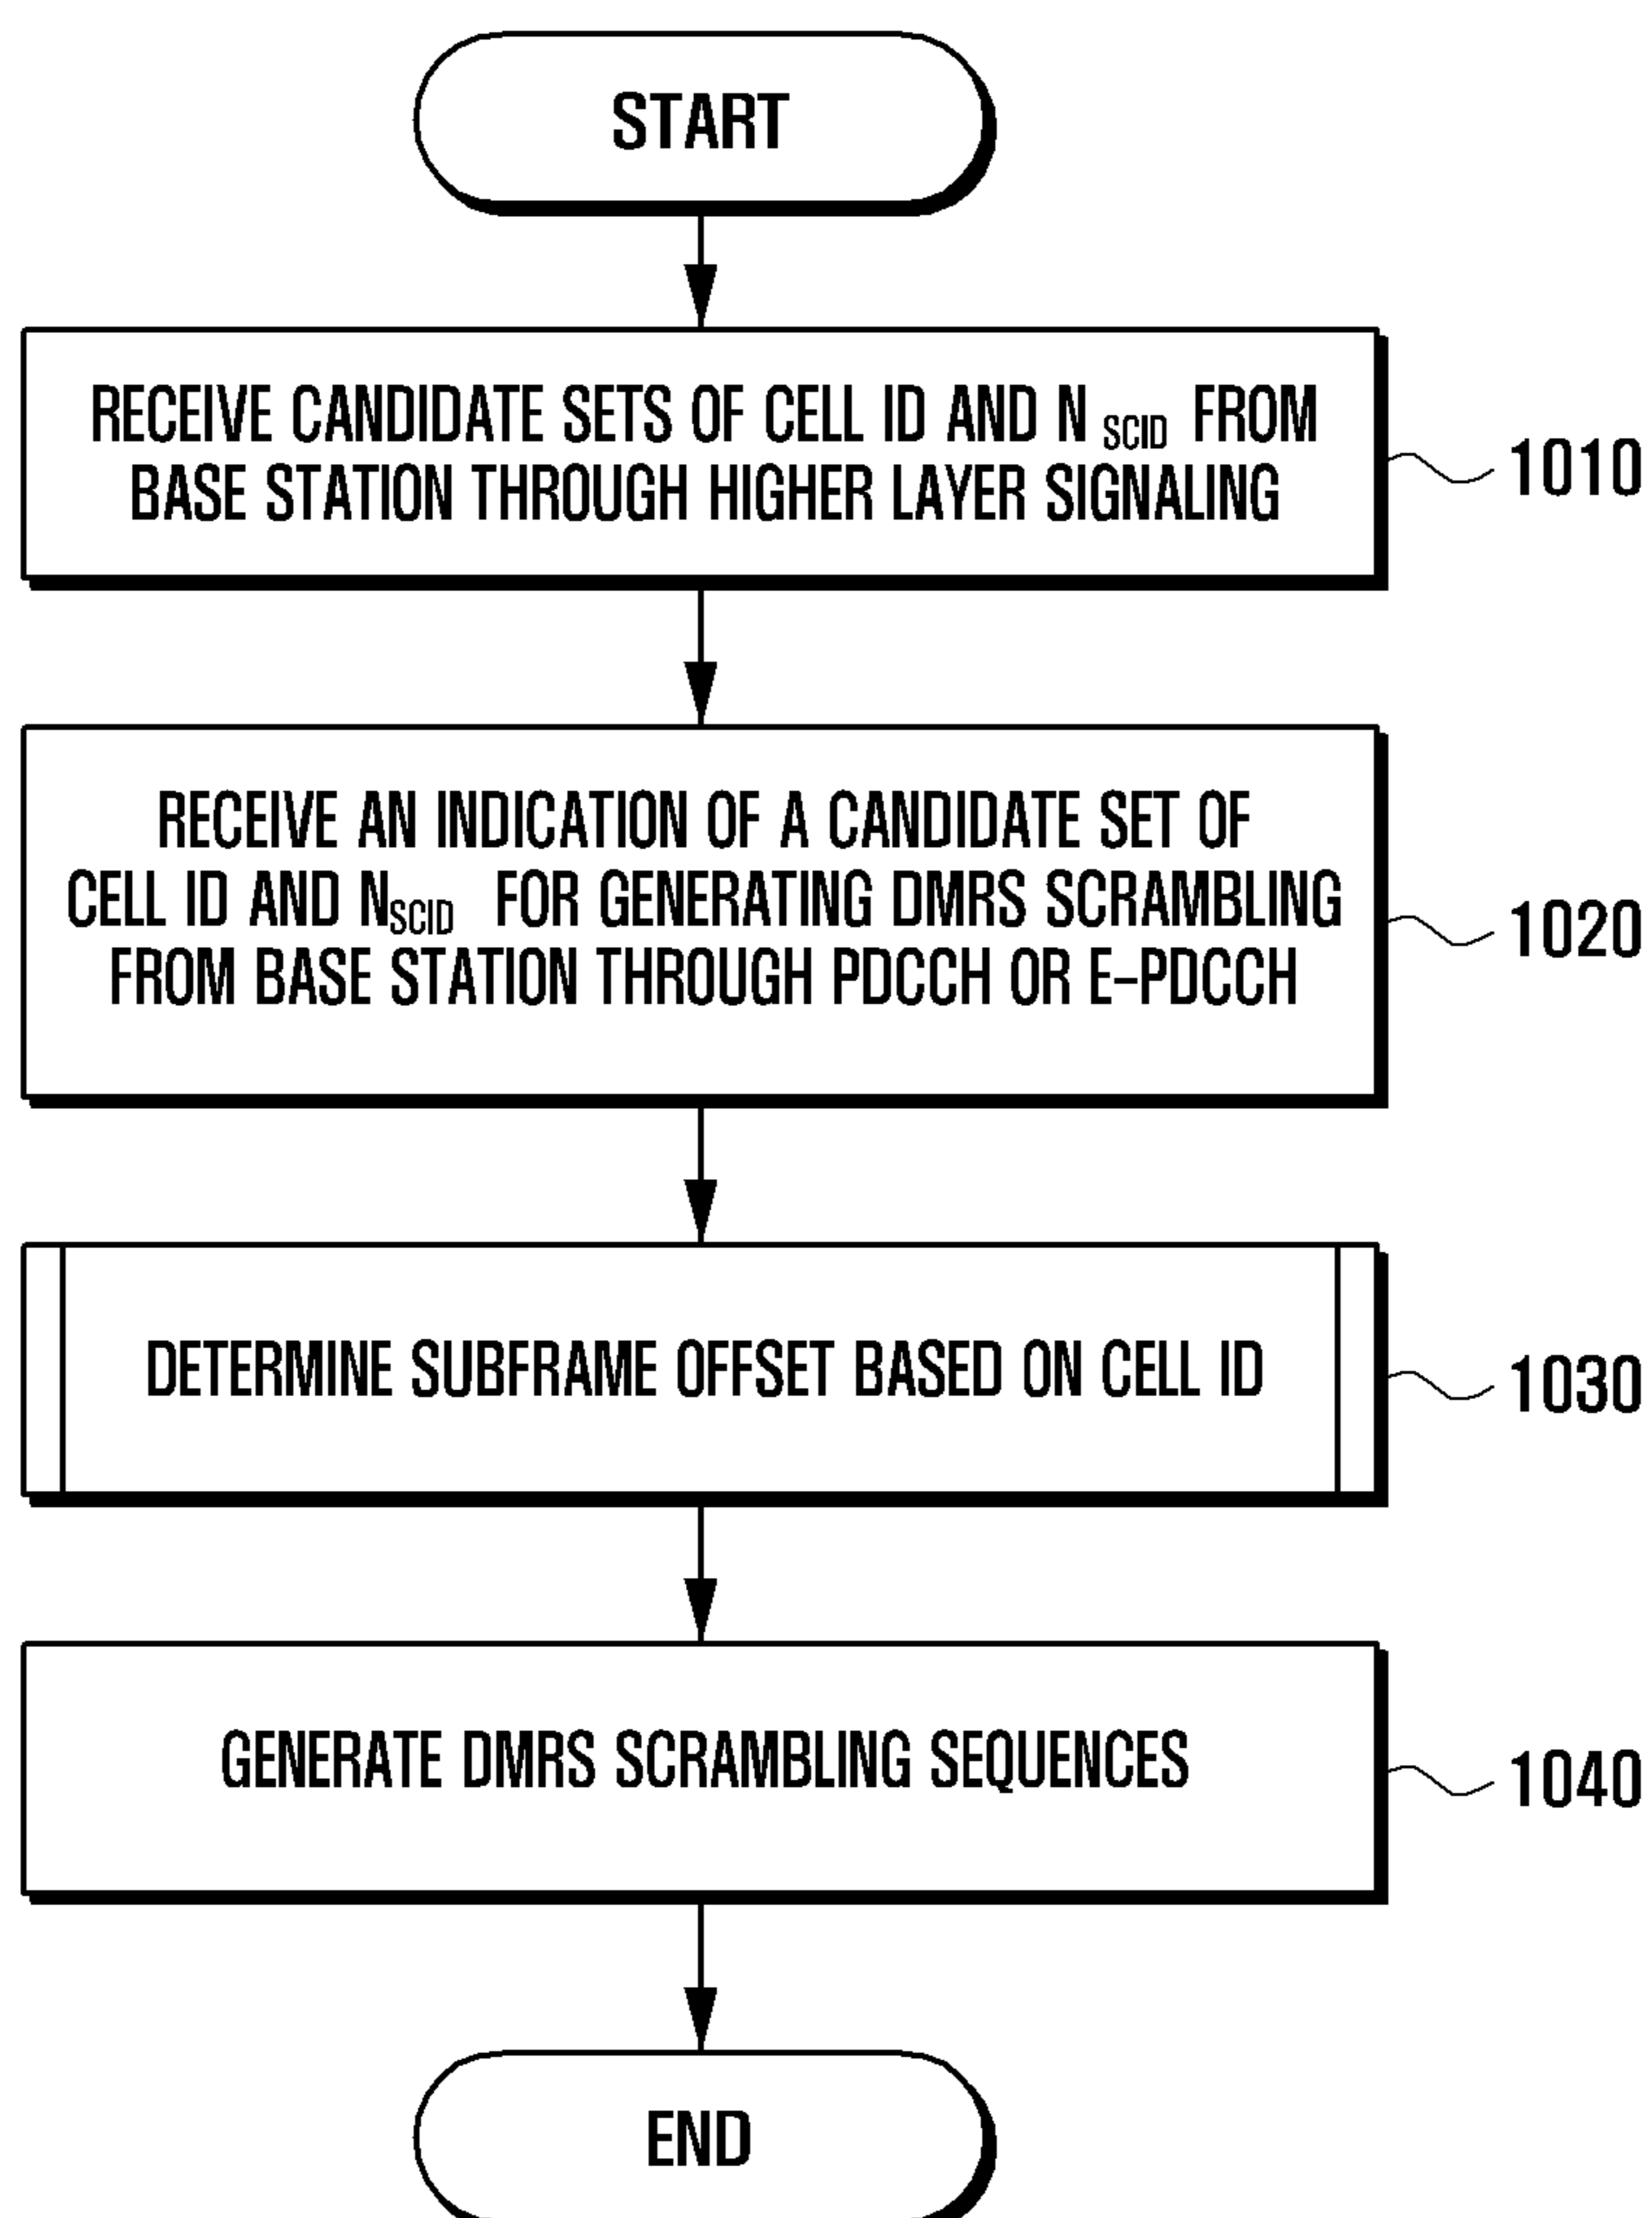 START
RECEIVE CANDIDATE SETS OF CELL ID AND N SCID FROM
BASE STATION THROUGH HIGHER LAYER SIGNALING
1010
RECEIVE AN INDICATION OF A CANDIDATE SET OF
CELL ID AND NSCID FOR GENERATING DMRS SCRAMBLING
FROM BASE STATION THROUGH PDCCH OR E-PDCCH
1020
DETERMINE SUBFRAME OFFSET BASED ON CELL ID
1030
GENERATE DMRS SCRAMBLING SEQUENCES
1040
END